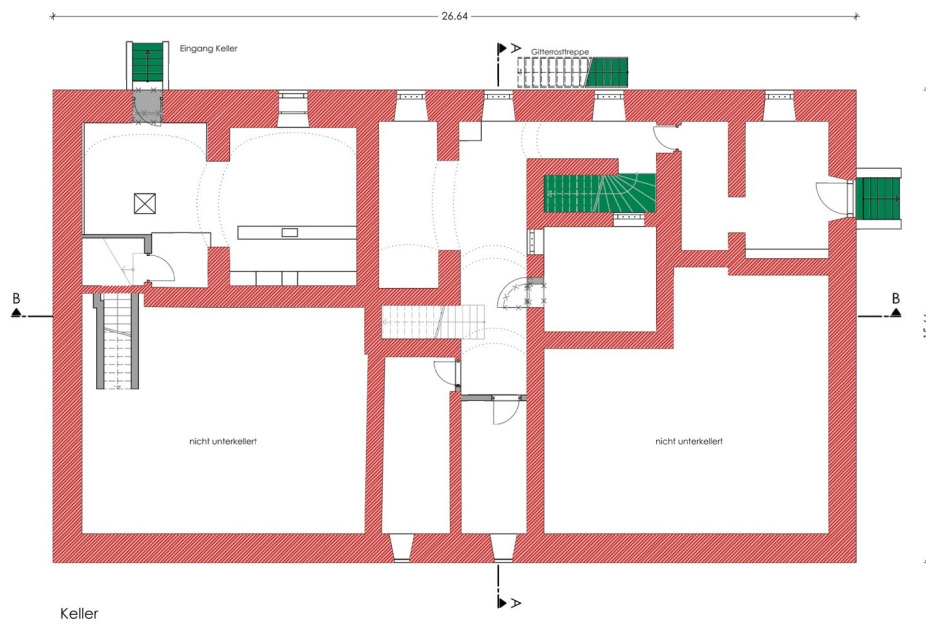 26.64
Eingang Keller
A
Gitterrosttreppe
B
B
nicht unterkellert
nicht unterkellert
A
Keller